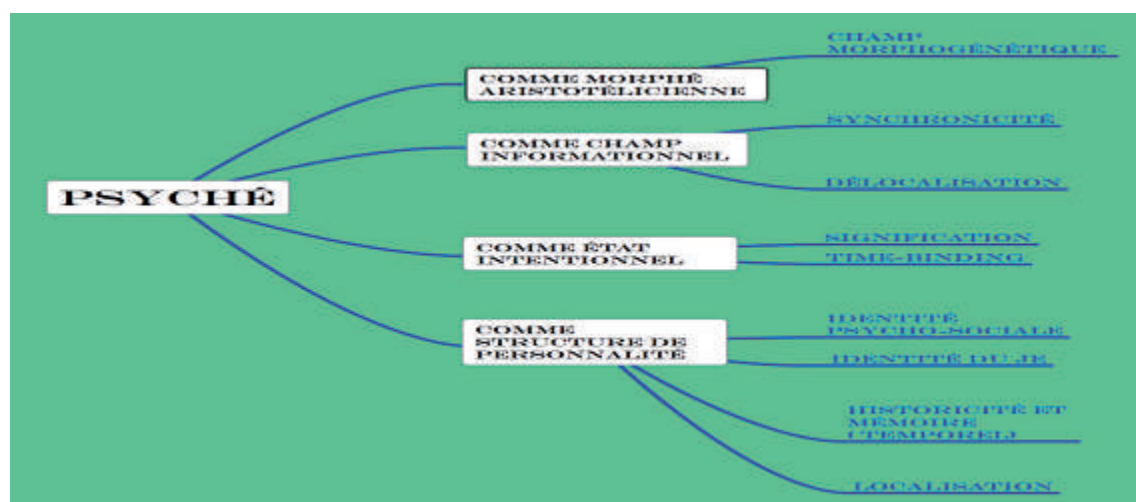 CHAMP
MORPHOGÉNÉTIQUE
COMME MORPHÊ
ARISTOTÉLICIENNE
SYNCHRONICITÉ
COMME CHAMP
INFORMATIONNEL
DÉLOCALISATION
PSYCHÊ
SIGNIFICATION
COMME ÉTAT
INTENTIONNEL
TIME-BINDING
IDENTITÉ
PSYCHO-SOCIALE
COMME
STRUCTURE DE
PERSONNALITÉ
IDENTITÉ DU JE
HISTORICITÉ ET
MÉMOIRE
(TEMPOREL)
LOCALISATION